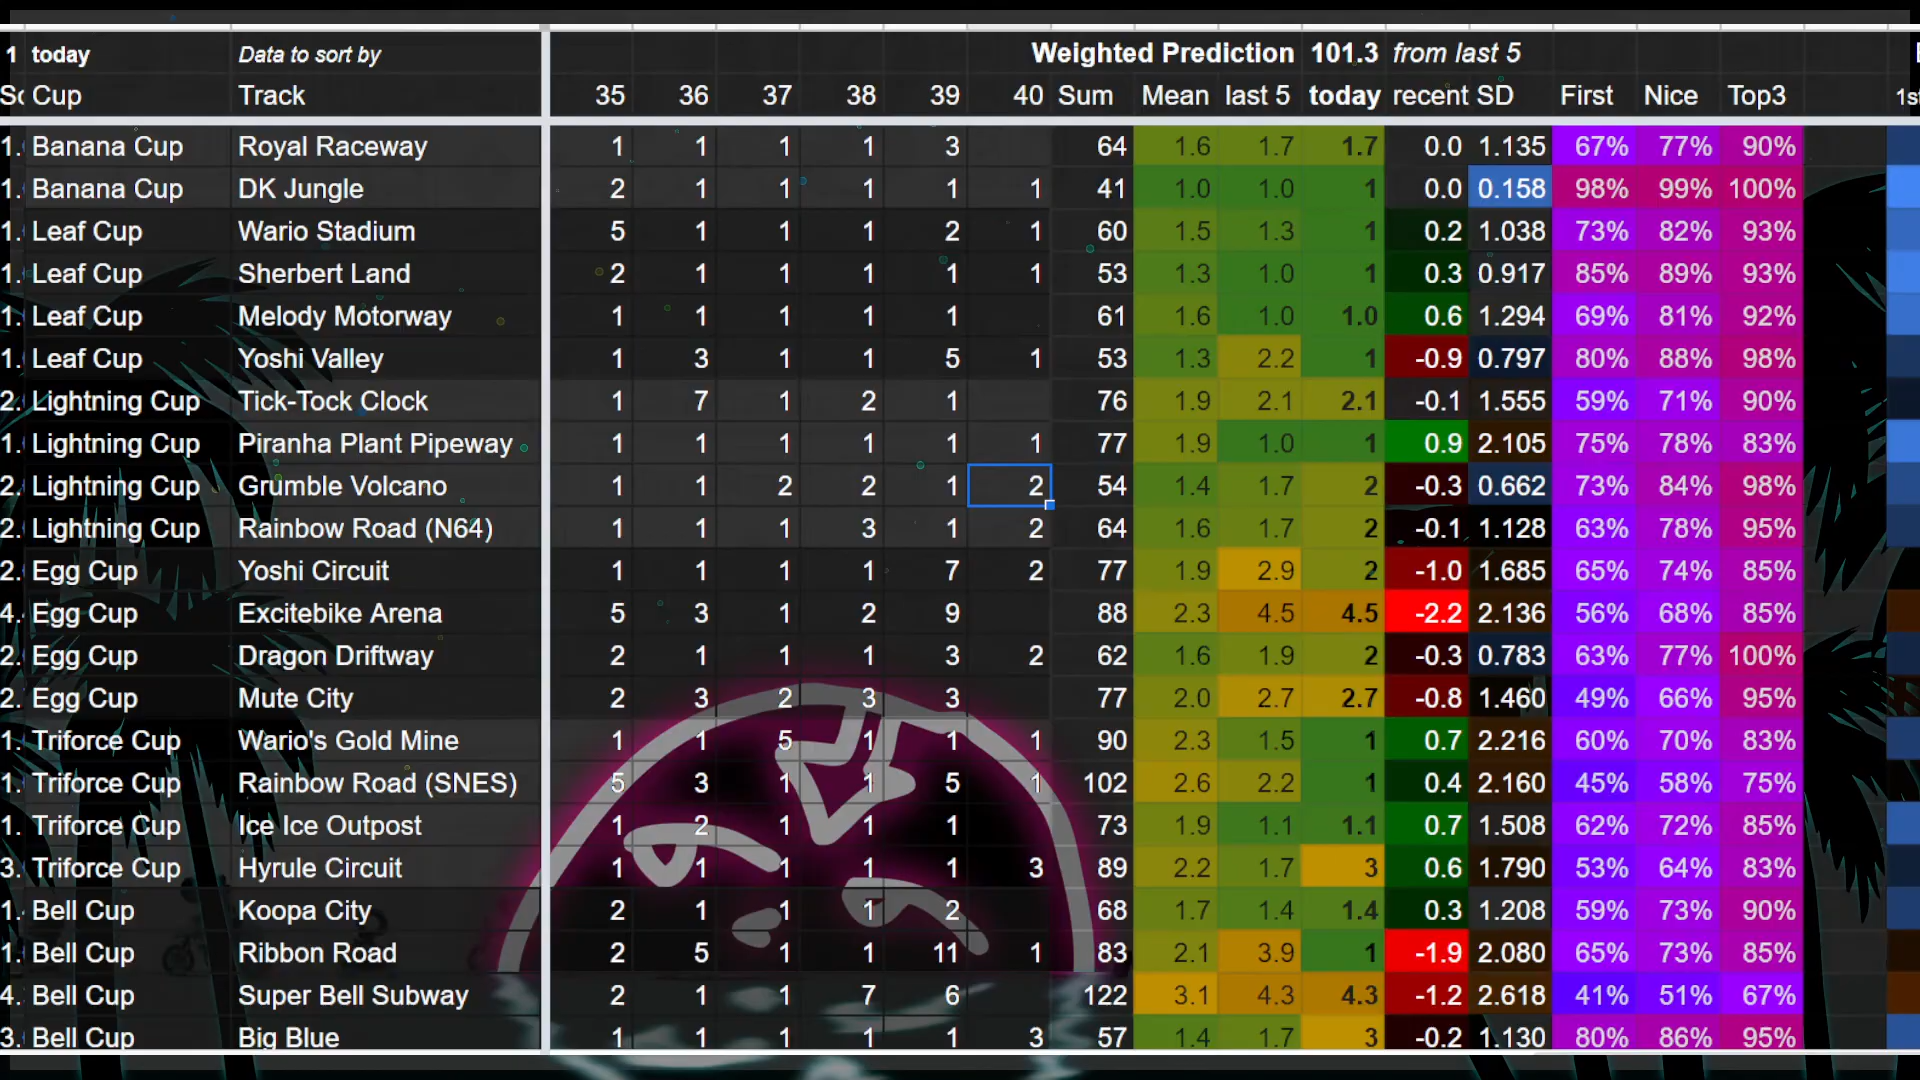 Weighted Prediction 101.3 from last 5
1 today Data to sort by
Cup Track 35 36 37 38 39 40 Sum Mean last 5 today recent SD First Nice Top3
1. Banana Cup Royal Raceway 1 1 1 1 3 64 1.6 1.7 1.7 0.0 1.135 67% 77% 90%
1. Banana Cup DK Jungle 2 1 1 1 1 1 41 1.0 1.0 1 0.0 0.158 98% 99% 100%
1. Leaf Cup Wario Stadium 5 1 1 1 2 1 60 1.5 1.3 1 0.2 1.038 73% 82% 93%
1. Leaf Cup Sherbert Land 2 1 1 1 1 1 53 1.3 1.0 1 0.3 0.917 85% 89% 93%
1. Leaf Cup Melody Motorway 1 1 1 1 1 61 1.6 1.0 1.0 0.6 1.294 69% 81% 92%
1. Leaf Cup Yoshi Valley 1 3 1 1 5 1 53 1.3 2.2 1 -0.9 0.797 80% 88% 98%
2. Lightning Cup Tick-Tock Clock 1 7 1 2 1 76 1.9 2.1 2.1 -0.1 1.555 59% 71% 90%
1. Lightning Cup Piranha Plant Pipeway 1 1 1 1 1 1 77 1.9 1.0 1 0.9 2.105 75% 78% 83%
2. Lightning Cup Grumble Volcano 1 1 2 2 1 2 54 1.4 1.7 2 -0.3 0.662 73% 84% 98%
2. Lightning Cup Rainbow Road (N64) 1 1 1 3 1 2 64 1.6 1.7 2 -0.1 1.128 63% 78% 95%
2. Egg Cup Yoshi Circuit 1 1 1 1 7 2 77 1.9 2.9 2 -1.0 1.685 65% 74% 85%
4. Egg Cup Excitebike Arena 5 3 1 2 9 88 2.3 4.5 4.5 -2.2 2.136 56% 68% 85%
2. Egg Cup Dragon Driftway 2 1 1 1 3 2 62 1.6 1.9 2 -0.3 0.783 63% 77% 100%
2. Egg Cup Mute City 2 3 2 3 3 77 2.0 2.7 2.7 -0.8 1.460 49% 66% 95%
1. Triforce Cup Wario's Gold Mine 1 1 5 1 1 1 90 2.3 1.5 1 0.7 2.216 60% 70% 83%
1. Triforce Cup Rainbow Road (SNES) 5 3 1 1 5 1 102 2.6 2.2 1 0.4 2.160 45% 58% 75%
1. Triforce Cup Ice Ice Outpost 1 2 1 1 1 73 1.9 1.1 1.1 0.7 1.508 62% 72% 85%
3. Triforce Cup Hyrule Circuit 1 1 1 1 1 3 89 2.2 1.7 3 0.6 1.790 53% 64% 83%
1. Bell Cup Koopa City 2 1 1 1 2 68 1.7 1.4 1.4 0.3 1.208 59% 73% 90%
1. Bell Cup Ribbon Road 2 5 1 1 11 1 83 2.1 3.9 1 -1.9 2.080 65% 73% 85%
4. Bell Cup Super Bell Subway 2 1 1 7 6 122 3.1 4.3 4.3 -1.2 2.618 41% 51% 67%
3. Bell Cup Big Blue 1 1 1 1 1 3 57 1.4 1.7 3 -0.2 1.130 80% 86% 95%